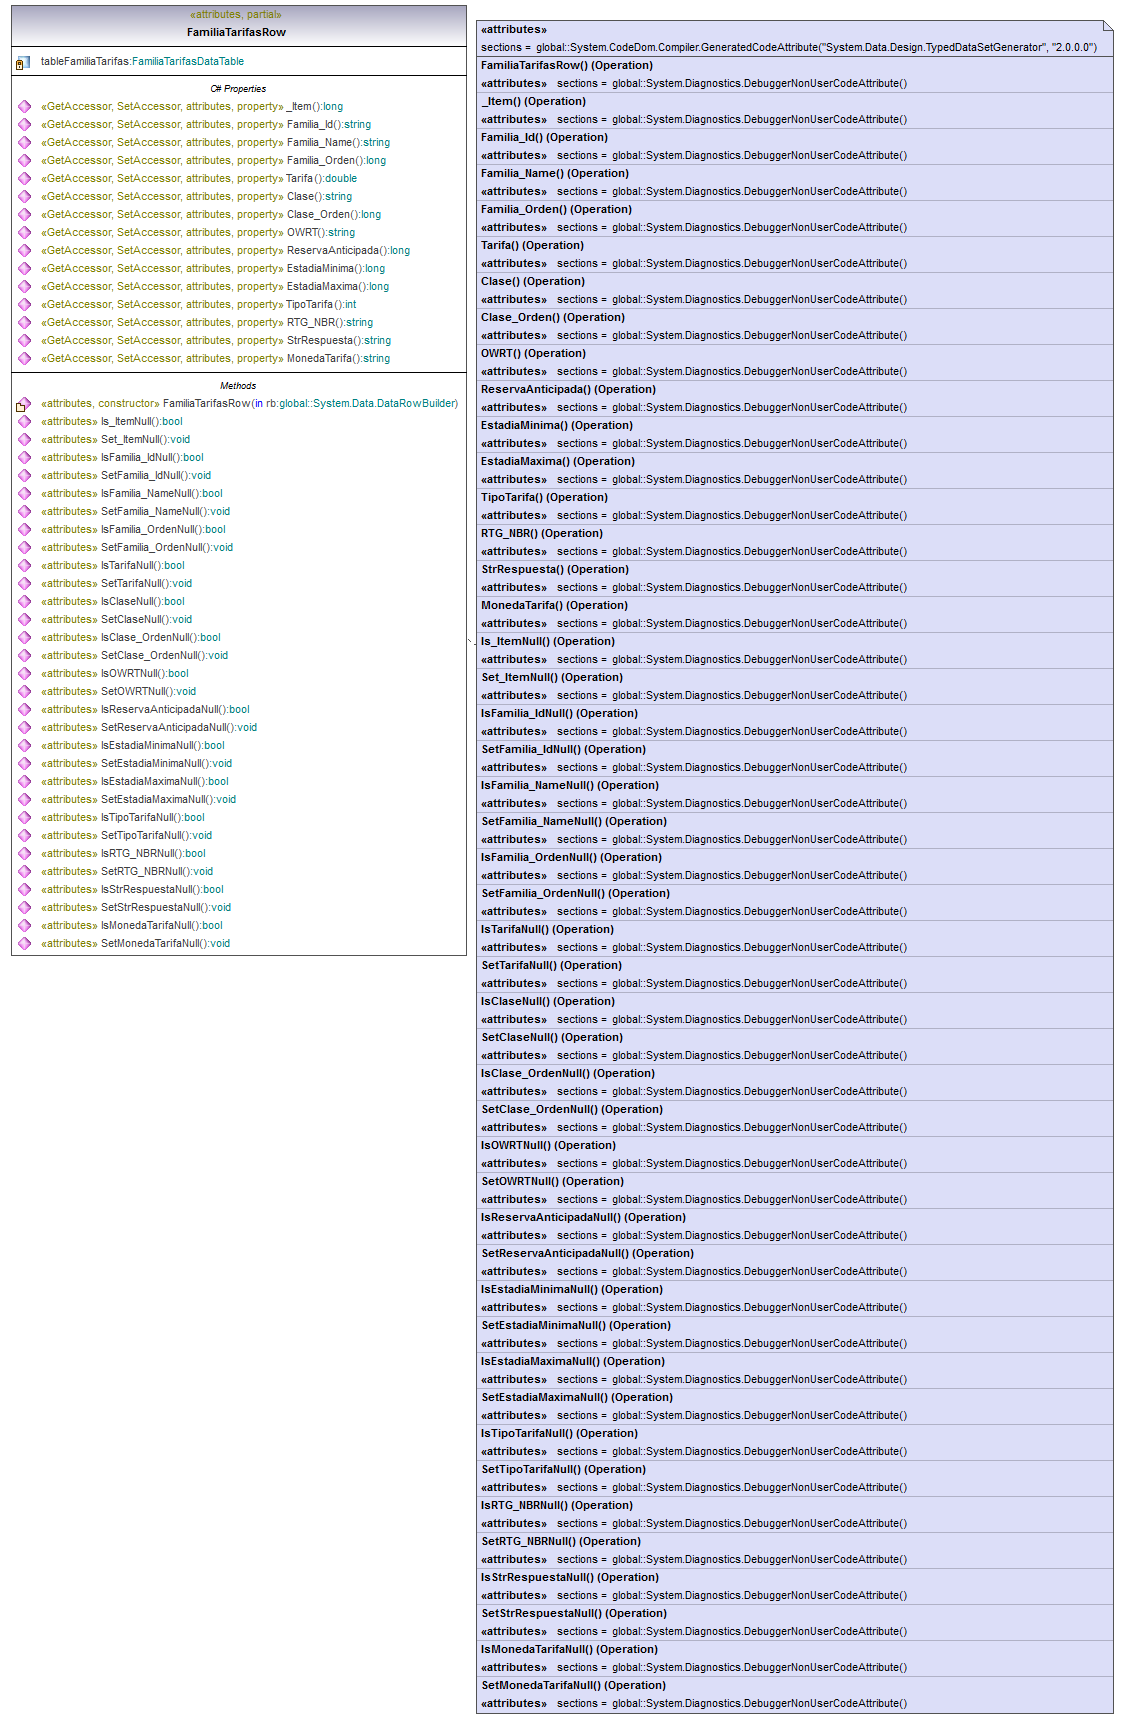 «attributes, partial»
FamiliaTarifasRow
tableFamiliaTarifas:FamiliaTarifasDataTable
C# Properties
«GetAccessor, SetAccessor, attributes, property» _Item():long
«GetAccessor, SetAccessor, attributes, property» Familia_Id():string
«GetAccessor, SetAccessor, attributes, property» Familia_Name():string
«GetAccessor, SetAccessor, attributes, property» Familia_Orden():long
«GetAccessor, SetAccessor, attributes, property» Tarifa():double
«GetAccessor, SetAccessor, attributes, property» Clase():string
«GetAccessor, SetAccessor, attributes, property» Clase_Orden():long
«GetAccessor, SetAccessor, attributes, property» OWRT():string
«GetAccessor, SetAccessor, attributes, property» ReservaAnticipada():long
«GetAccessor, SetAccessor, attributes, property» EstadiaMinima():long
«GetAccessor, SetAccessor, attributes, property» EstadiaMaxima():long
«GetAccessor, SetAccessor, attributes, property» TipoTarifa():int
«GetAccessor, SetAccessor, attributes, property» RTG_NBR():string
«GetAccessor, SetAccessor, attributes, property» StrRespuesta():string
«GetAccessor, SetAccessor, attributes, property» MonedaTarifa():string
Methods
«attributes, constructor» FamiliaTarifasRow(in rb:global::System.Data.DataRowBuilder)
«attributes» Is_ItemNull():bool
«attributes» Set_ItemNull():void
«attributes» IsFamilia_IdNull():bool
«attributes» SetFamilia_IdNull():void
«attributes» IsFamilia_NameNull():bool
«attributes» SetFamilia_NameNull():void
«attributes» IsFamilia_OrdenNull():bool
«attributes» SetFamilia_OrdenNull():void
«attributes» IsTarifaNull():bool
«attributes» SetTarifaNull():void
«attributes» IsClaseNull():bool
«attributes» SetClaseNull():void
«attributes» IsClase_OrdenNull():bool
«attributes» SetClase_OrdenNull():void
«attributes» IsOWRTNull():bool
«attributes» SetOWRTNull():void
«attributes» IsReservaAnticipadaNull():bool
«attributes» SetReservaAnticipadaNull():void
«attributes» IsEstadiaMinimaNull():bool
«attributes» SetEstadiaMinimaNull():void
«attributes» IsEstadiaMaximaNull():bool
«attributes» SetEstadiaMaximaNull():void
«attributes» IsTipoTarifaNull():bool
«attributes» SetTipoTarifaNull():void
«attributes» IsRTG_NBRNull():bool
«attributes» SetRTG_NBRNull():void
«attributes» IsStrRespuestaNull():bool
«attributes» SetStrRespuestaNull():void
«attributes» IsMonedaTarifaNull():bool
«attributes» SetMonedaTarifaNull():void
«attributes»
sections = global::System.CodeDom.Compiler.GeneratedCodeAttribute("System.Data.Design.TypedDataSetGenerator", "2.0.0.0")
FamiliaTarifasRow() (Operation)
«attributes» sections = global::System.Diagnostics.DebuggerNonUserCodeAttribute()
_Item() (Operation)
«attributes» sections = global::System.Diagnostics.DebuggerNonUserCodeAttribute()
Familia_Id() (Operation)
«attributes» sections = global::System.Diagnostics.DebuggerNonUserCodeAttribute()
Familia_Name() (Operation)
«attributes» sections = global::System.Diagnostics.DebuggerNonUserCodeAttribute()
Familia_Orden() (Operation)
«attributes» sections = global::System.Diagnostics.DebuggerNonUserCodeAttribute()
Tarifa() (Operation)
«attributes» sections = global::System.Diagnostics.DebuggerNonUserCodeAttribute()
Clase() (Operation)
«attributes» sections = global::System.Diagnostics.DebuggerNonUserCodeAttribute()
Clase_Orden() (Operation)
«attributes» sections = global::System.Diagnostics.DebuggerNonUserCodeAttribute()
OWRT() (Operation)
«attributes» sections = global::System.Diagnostics.DebuggerNonUserCodeAttribute()
ReservaAnticipada() (Operation)
«attributes» sections = global::System.Diagnostics.DebuggerNonUserCodeAttribute()
EstadiaMinima() (Operation)
«attributes» sections = global::System.Diagnostics.DebuggerNonUserCodeAttribute()
EstadiaMaxima() (Operation)
«attributes» sections = global::System.Diagnostics.DebuggerNonUserCodeAttribute()
TipoTarifa() (Operation)
«attributes» sections = global::System.Diagnostics.DebuggerNonUserCodeAttribute()
RTG_NBR() (Operation)
«attributes» sections = global::System.Diagnostics.DebuggerNonUserCodeAttribute()
StrRespuesta() (Operation)
«attributes» sections = global::System.Diagnostics.DebuggerNonUserCodeAttribute()
MonedaTarifa() (Operation)
«attributes» sections = global::System.Diagnostics.DebuggerNonUserCodeAttribute()
Is_ItemNull() (Operation)
«attributes» sections = global::System.Diagnostics.DebuggerNonUserCodeAttribute()
Set_ItemNull() (Operation)
«attributes» sections = global::System.Diagnostics.DebuggerNonUserCodeAttribute()
IsFamilia_IdNull() (Operation)
«attributes» sections = global::System.Diagnostics.DebuggerNonUserCodeAttribute()
SetFamilia_IdNull() (Operation)
«attributes» sections = global::System.Diagnostics.DebuggerNonUserCodeAttribute()
IsFamilia_NameNull() (Operation)
«attributes» sections = global::System.Diagnostics.DebuggerNonUserCodeAttribute()
SetFamilia_NameNull() (Operation)
«attributes» sections = global::System.Diagnostics.DebuggerNonUserCodeAttribute()
IsFamilia_OrdenNull() (Operation)
«attributes» sections = global::System.Diagnostics.DebuggerNonUserCodeAttribute()
SetFamilia_OrdenNull() (Operation)
«attributes» sections = global::System.Diagnostics.DebuggerNonUserCodeAttribute()
IsTarifaNull() (Operation)
«attributes» sections = global::System.Diagnostics.DebuggerNonUserCodeAttribute()
SetTarifaNull() (Operation)
«attributes» sections = global::System.Diagnostics.DebuggerNonUserCodeAttribute()
IsClaseNull() (Operation)
«attributes» sections = global::System.Diagnostics.DebuggerNonUserCodeAttribute()
SetClaseNull() (Operation)
«attributes» sections = global::System.Diagnostics.DebuggerNonUserCodeAttribute()
IsClase_OrdenNull() (Operation)
«attributes» sections = global::System.Diagnostics.DebuggerNonUserCodeAttribute()
SetClase_OrdenNull() (Operation)
«attributes» sections = global::System.Diagnostics.DebuggerNonUserCodeAttribute()
IsOWRTNull() (Operation)
«attributes» sections = global::System.Diagnostics.DebuggerNonUserCodeAttribute()
SetOWRTNull() (Operation)
«attributes» sections = global::System.Diagnostics.DebuggerNonUserCodeAttribute()
IsReservaAnticipadaNull() (Operation)
«attributes» sections = global::System.Diagnostics.DebuggerNonUserCodeAttribute()
SetReservaAnticipadaNull() (Operation)
«attributes» sections = global::System.Diagnostics.DebuggerNonUserCodeAttribute()
IsEstadiaMinimaNull() (Operation)
«attributes» sections = global::System.Diagnostics.DebuggerNonUserCodeAttribute()
SetEstadiaMinimaNull() (Operation)
«attributes» sections = global::System.Diagnostics.DebuggerNonUserCodeAttribute()
IsEstadiaMaximaNull() (Operation)
«attributes» sections = global::System.Diagnostics.DebuggerNonUserCodeAttribute()
SetEstadiaMaximaNull() (Operation)
«attributes» sections = global::System.Diagnostics.DebuggerNonUserCodeAttribute()
IsTipoTarifaNull() (Operation)
«attributes» sections = global::System.Diagnostics.DebuggerNonUserCodeAttribute()
SetTipoTarifaNull() (Operation)
«attributes» sections = global::System.Diagnostics.DebuggerNonUserCodeAttribute()
IsRTG_NBRNull() (Operation)
«attributes» sections = global::System.Diagnostics.DebuggerNonUserCodeAttribute()
SetRTG_NBRNull() (Operation)
«attributes» sections = global::System.Diagnostics.DebuggerNonUserCodeAttribute()
IsStrRespuestaNull() (Operation)
«attributes» sections = global::System.Diagnostics.DebuggerNonUserCodeAttribute()
SetStrRespuestaNull() (Operation)
«attributes» sections = global::System.Diagnostics.DebuggerNonUserCodeAttribute()
IsMonedaTarifaNull() (Operation)
«attributes» sections = global::System.Diagnostics.DebuggerNonUserCodeAttribute()
SetMonedaTarifaNull() (Operation)
«attributes» sections = global::System.Diagnostics.DebuggerNonUserCodeAttribute()